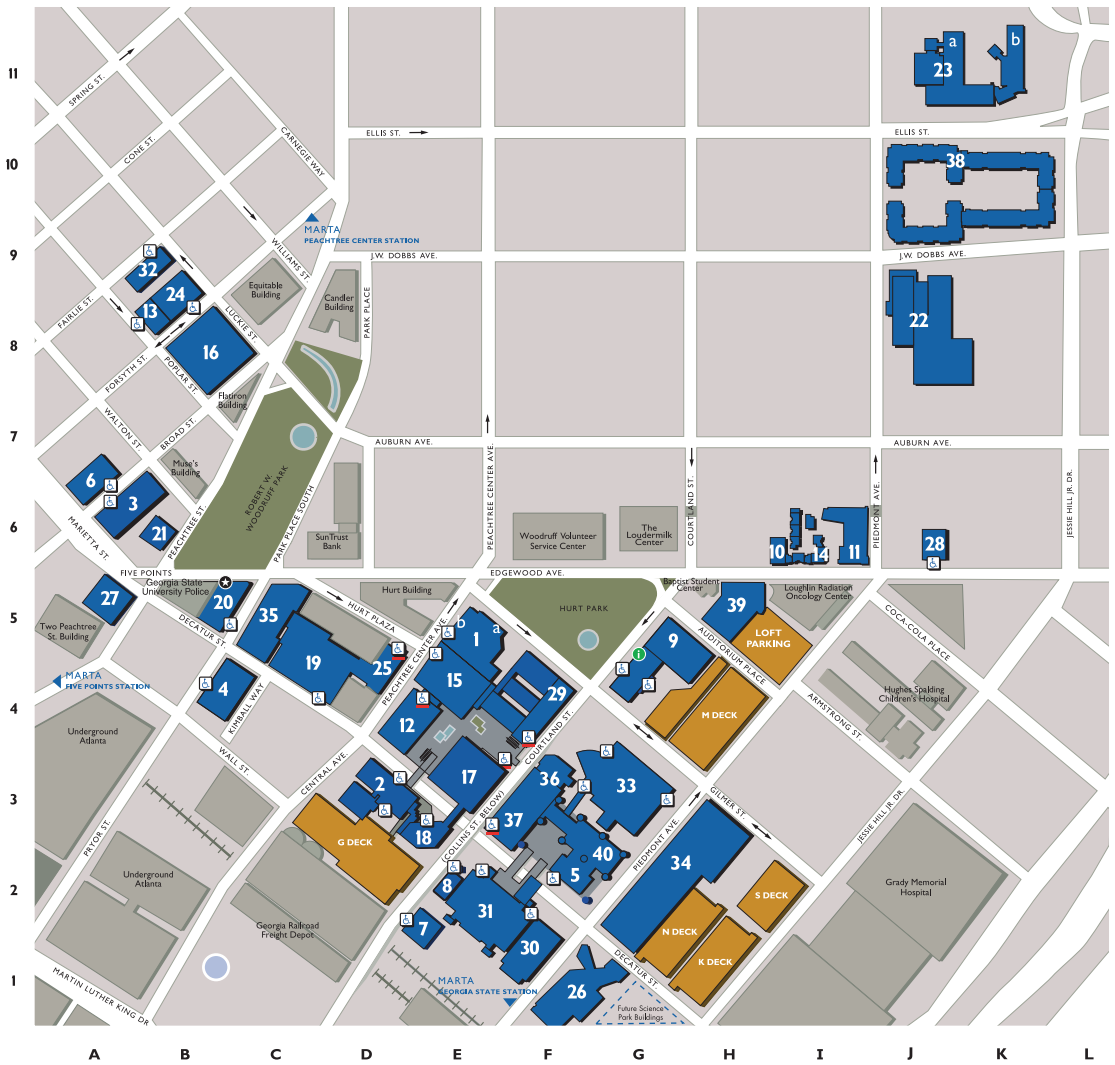 11
10
9
8
7
6
5
4
3
2
1
A
B
C
D
E
F
G
H
I
J
K
L
SPRING ST.
CONE ST.
CARNEGIE WAY
ELLIS ST.
ELLIS ST.
a
b
23
38
MARTA
PEACHTREE CENTER STATION
WILLIAMS ST.
J.W. DOBBS AVE.
J.W. DOBBS AVE.
FAIRLIE ST.
32
24
13
Equitable
Building
Candler
Building
PARK PLACE
LUCKIE ST.
16
22
FORSYTH ST.
POPLAR ST.
Flatiron
Building
WALTON ST.
BROAD ST.
AUBURN AVE.
AUBURN AVE.
PEACHTREE CENTER AVE.
COURTLAND ST.
PIEDMONT AVE.
JESSIE HILL JR. DR.
6
3
21
Muse's
Building
ROBERT W.
WOODRUFF PARK
PEACHTREE ST.
PARK PLACE SOUTH
SunTrust
Bank
Woodruff Volunteer
Service Center
The
Loudermilk
Center
10
14
11
28
MARIETTA ST.
FIVE POINTS
EDGEWOOD AVE.
Georgia State
University Police
20
27
Two Peachtree
St. Building
DECATUR ST.
35
19
HURT PLAZA
Hurt Building
25
PEACHTREE CENTER AVE.
b
a
1
HURT PARK
Baptist Student
Center
39
LOFT
PARKING
Loughlin Radiation
Oncology Center
COCA-COLA PLACE
AUDITORIUM PLACE
9
i
MARTA
FIVE POINTS STATION
4
KIMBALL WAY
15
29
12
M DECK
Hughes Spalding
Children's Hospital
ARMSTRONG ST.
Underground
Atlanta
WALL ST.
CENTRAL AVE.
COURTLAND ST.
(COLLINS ST. BELOW)
17
2
18
36
37
33
GILMER ST.
JESSIE HILL JR. DR.
PRYOR ST.
G DECK
40
5
PIEDMONT AVE.
34
S DECK
Grady Memorial
Hospital
Underground
Atlanta
Georgia Railroad
Freight Depot
8
31
7
30
N DECK
K DECK
DECATUR ST.
MARTIN LUTHER KING DR
MARTA
GEORGIA STATE STATION
26
Future Science
Park Buildings